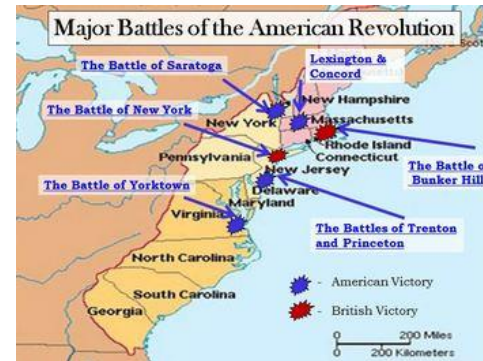 Major Battles of the American Revolution
The Battle of Saratoga
Lexington &
Concord
The Battle of New York
New Hampshire
New York
Massachusetts
Rhode Island
Connecticut
Pennsylvania
New Jersey
The Battle o
Bunker Hill
The Battle of Yorktown
Delaware
Maryland
Virginia
The Battles of Trenton
and Princeton
North Carolina
South Carolina
Georgia
- American Victory
- British Victory
0 200 Miles
0 200 Kilometers